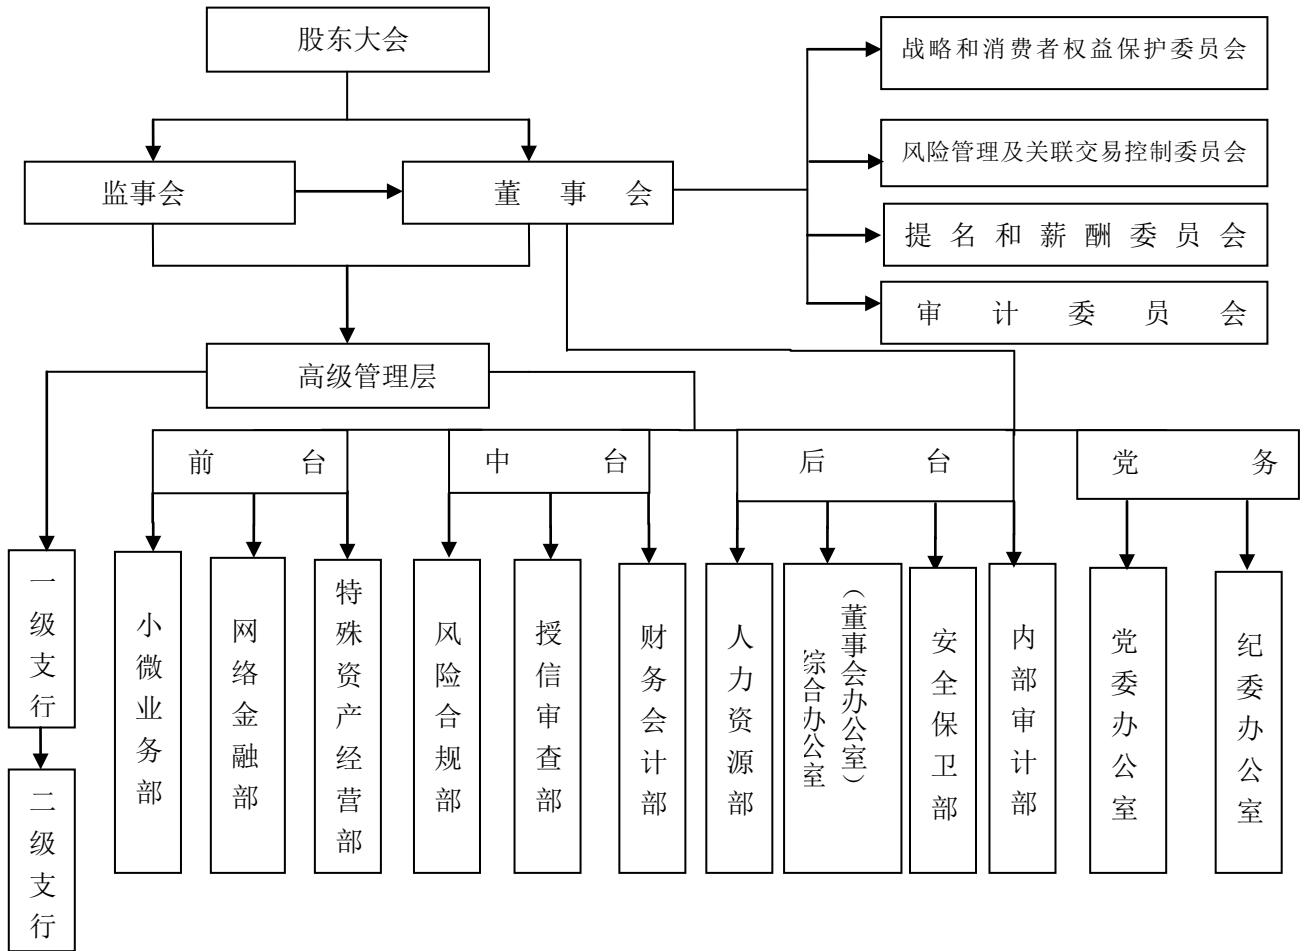 股东大会
战略和消费者权益保护委员会
风险管理及关联交易控制委员会
监事会
董事会
提名和薪酬委员会
审计委员会
高级管理层
前台
中台
后台
党务
一级支行
二级支行
小微业务部
网络金融部
特殊资产经营部
风险合规部
授信审查部
财务会计部
人力资源部
（董事会办公室）
综合办公室
安全保卫部
内部审计部
党委办公室
纪委办公室